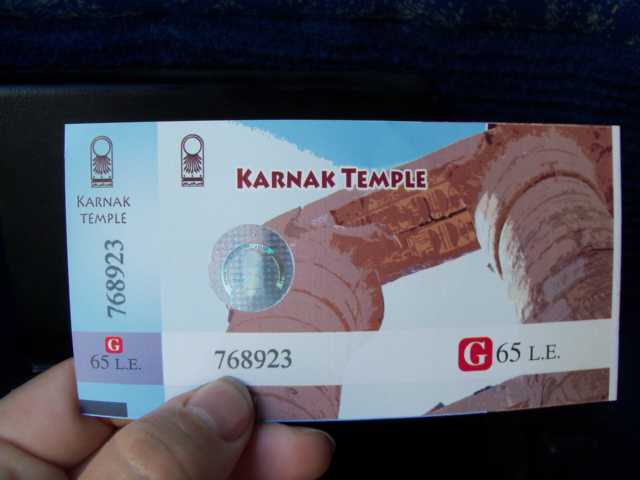 KARNAK
TEMPLE
768923
G
65 L.E.
KARNAK TEMPLE
768923
G 65 L.E.